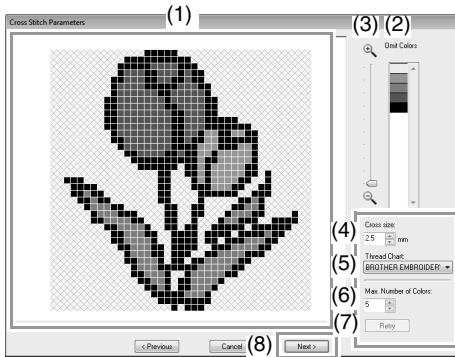 (1)
Cross Stitch Parameters
(3) (2)
Omit Colors
(4) Cross size:
2.5 mm
(5) Thread Chart:
BROTHER EMBROIDERY
(6) Max. Number of Colors:
5
(7) Retry
< Previous Cancel (8) Next >